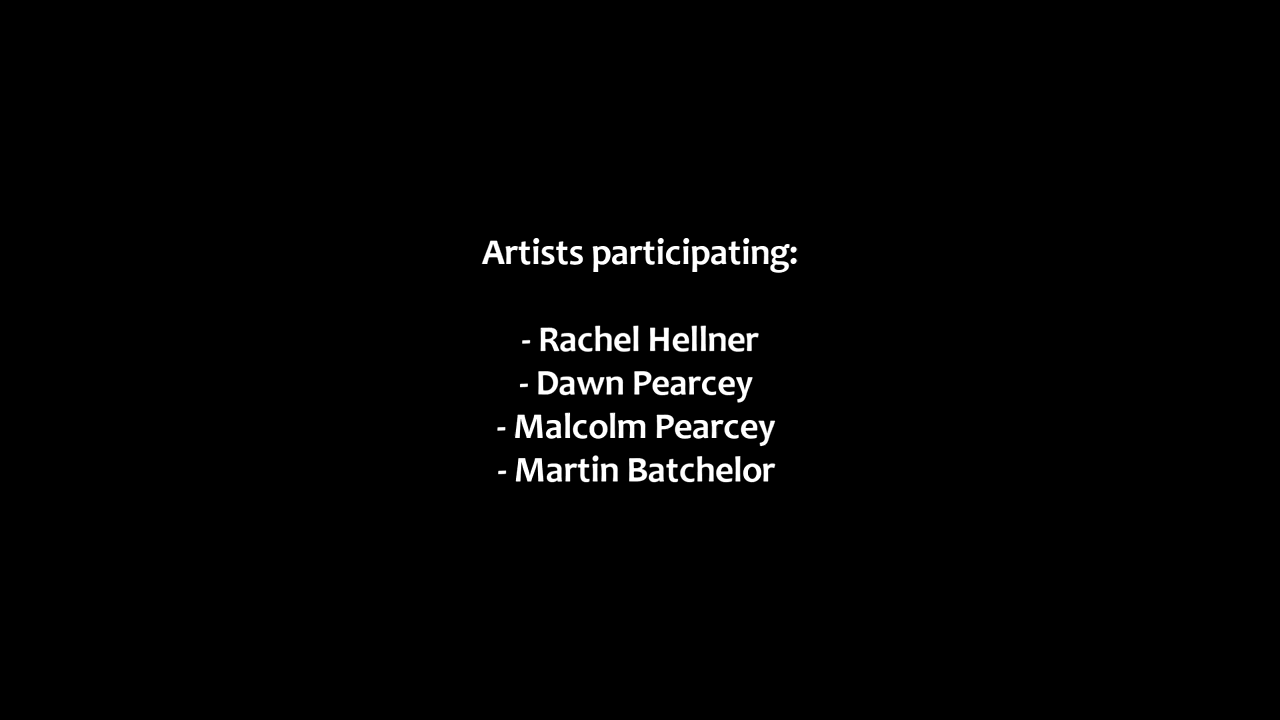 Artists participating:
- Rachel Hellner
- Dawn Pearcey
- Malcolm Pearcey
- Martin Batchelor